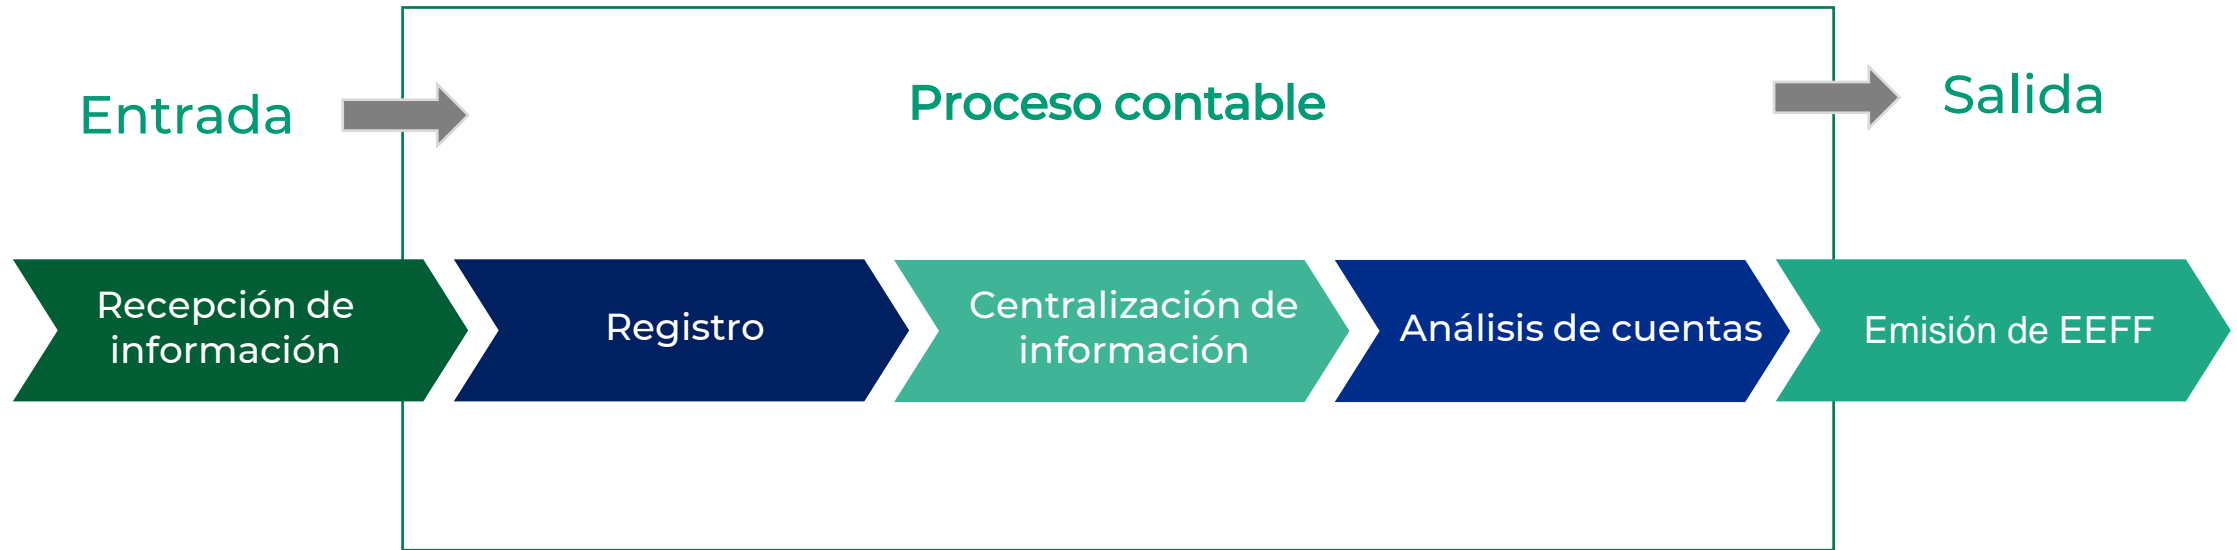 Entrada
Proceso contable
Salida
Recepción de
información
Registro
Centralización de
información
Análisis de cuentas
Emisión de EEFF